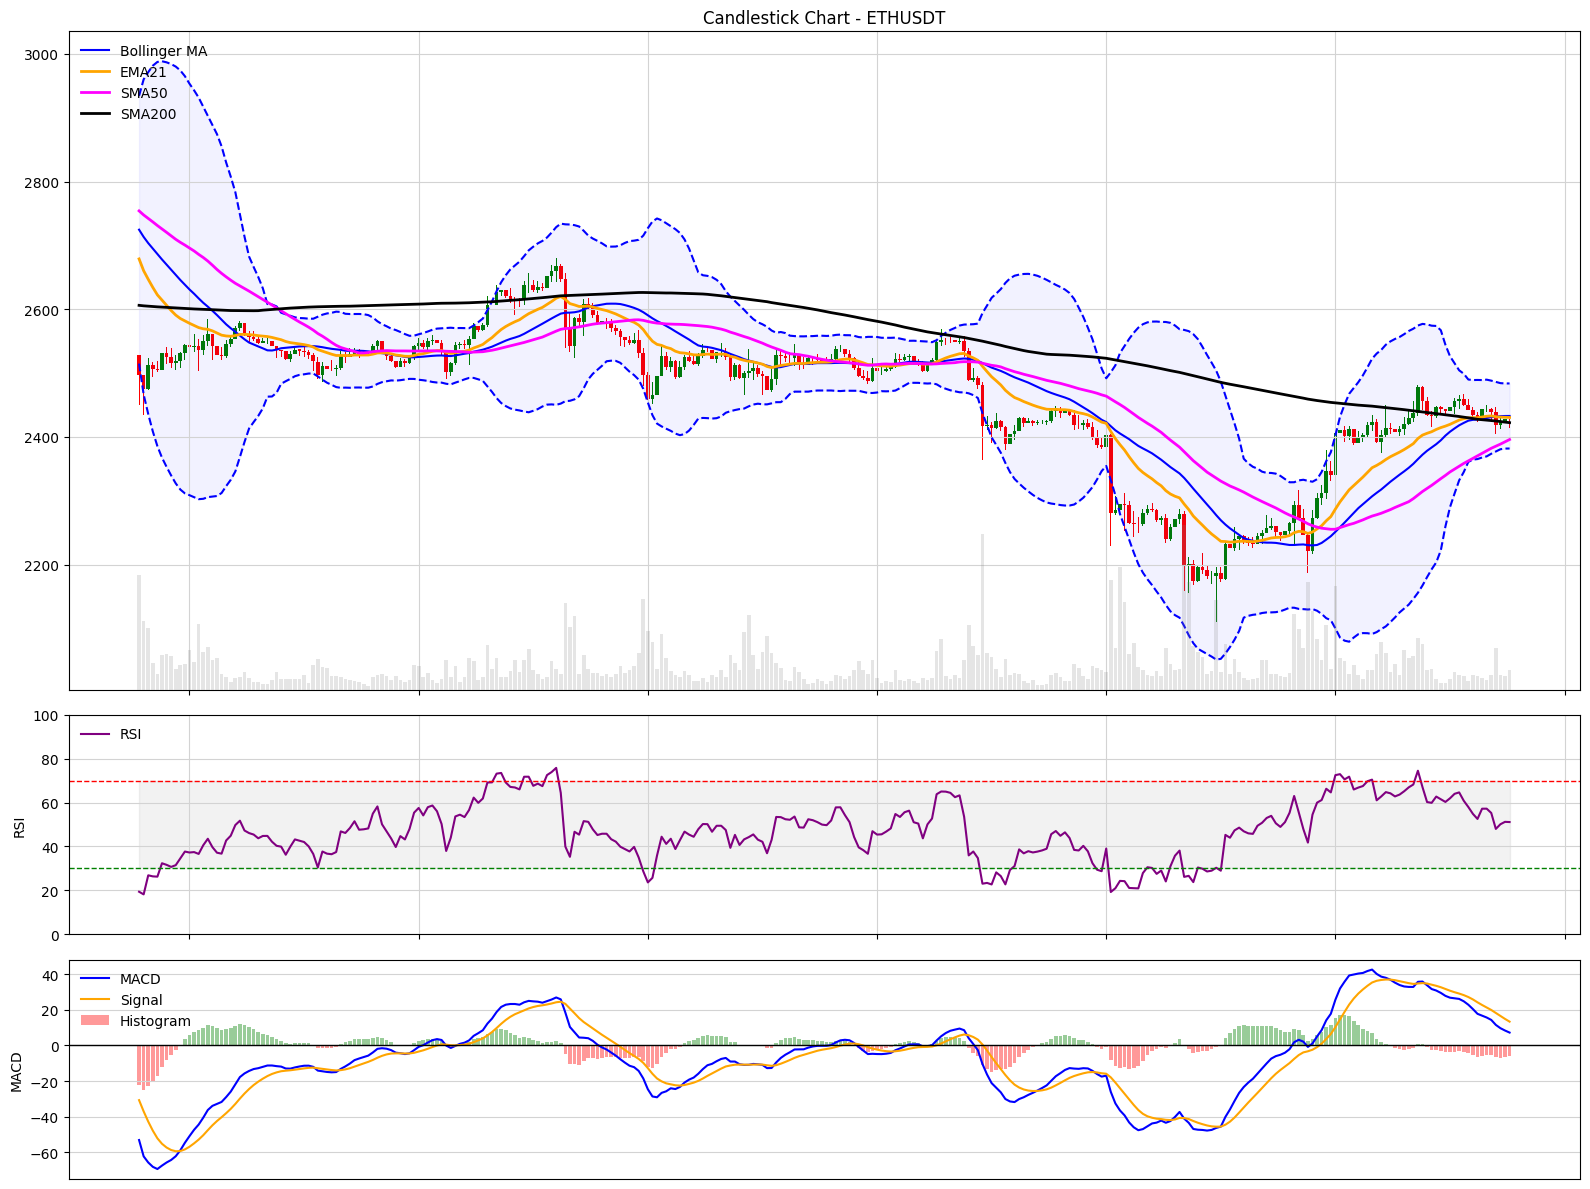 Candlestick Chart - ETHUSDT
3000
2800
2600
2400
2200
Bollinger MA
EMA21
SMA50
SMA200
RSI
100
80
60
40
20
0
RSI
MACD
40
20
0
−20
−40
−60
MACD
Signal
Histogram